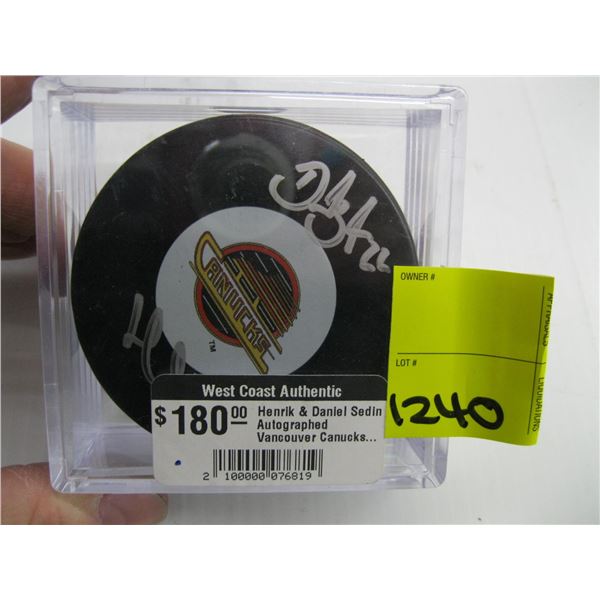 22
CANUCKS
TM
OWNER #
LOT #
1240
West Coast Authentic
$180.00
Henrik & Daniel Sedin
Autographed
Vancouver Canucks...
2 100000 076819